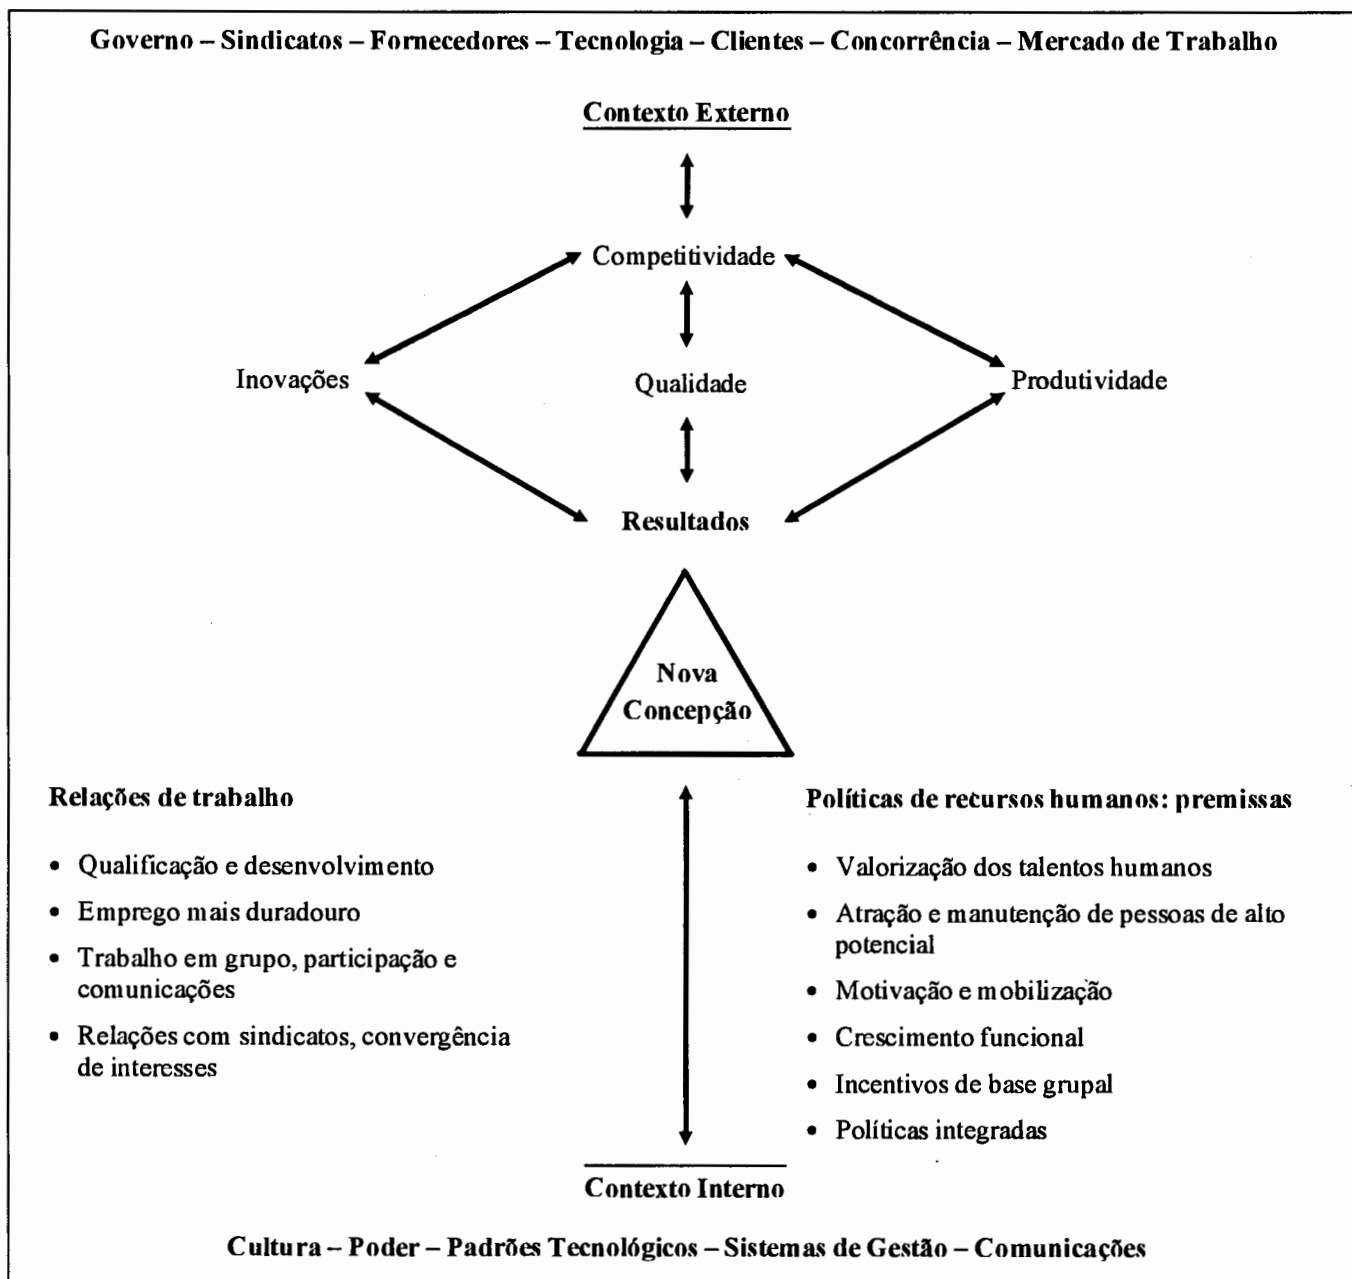 Governo – Sindicatos – Fornecedores – Tecnologia – Clientes – Concorrência – Mercado de Trabalho
Contexto Externo
Competitividade
Inovações
Qualidade
Produtividade
Resultados
Nova
Concepção
Relações de trabalho
• Qualificação e desenvolvimento
• Emprego mais duradouro
• Trabalho em grupo, participação e
comunicações
• Relações com sindicatos, convergência
de interesses
Políticas de recursos humanos: premissas
• Valorização dos talentos humanos
• Atração e manutenção de pessoas de alto
potencial
• Motivação e mobilização
• Crescimento funcional
• Incentivos de base grupal
• Políticas integradas
Contexto Interno
Cultura – Poder – Padrões Tecnológicos – Sistemas de Gestão – Comunicações